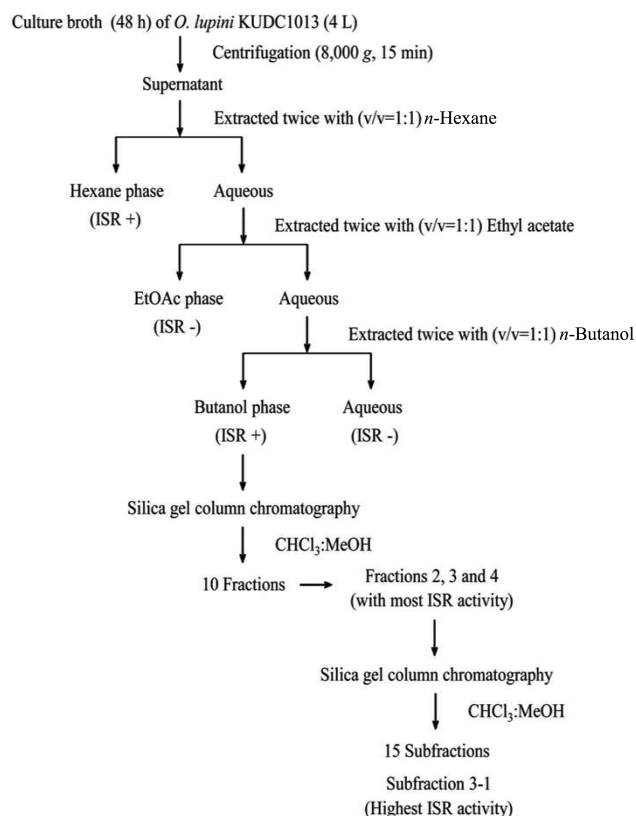 Culture broth (48 h) of O. lupini KUDC1013 (4 L)
Centrifugation (8,000 g, 15 min)
Supernatant
Extracted twice with (v/v=1:1) n-Hexane
Hexane phase
(ISR +)
Aqueous
Extracted twice with (v/v=1:1) Ethyl acetate
EtOAc phase
(ISR -)
Aqueous
Extracted twice with (v/v=1:1) n-Butanol
Butanol phase
(ISR +)
Aqueous
(ISR -)
Silica gel column chromatography
CHCl₃:MeOH
10 Fractions
Fractions 2, 3 and 4
(with most ISR activity)
Silica gel column chromatography
CHCl₃:MeOH
15 Subfractions
Subfraction 3-1
(Highest ISR activity)